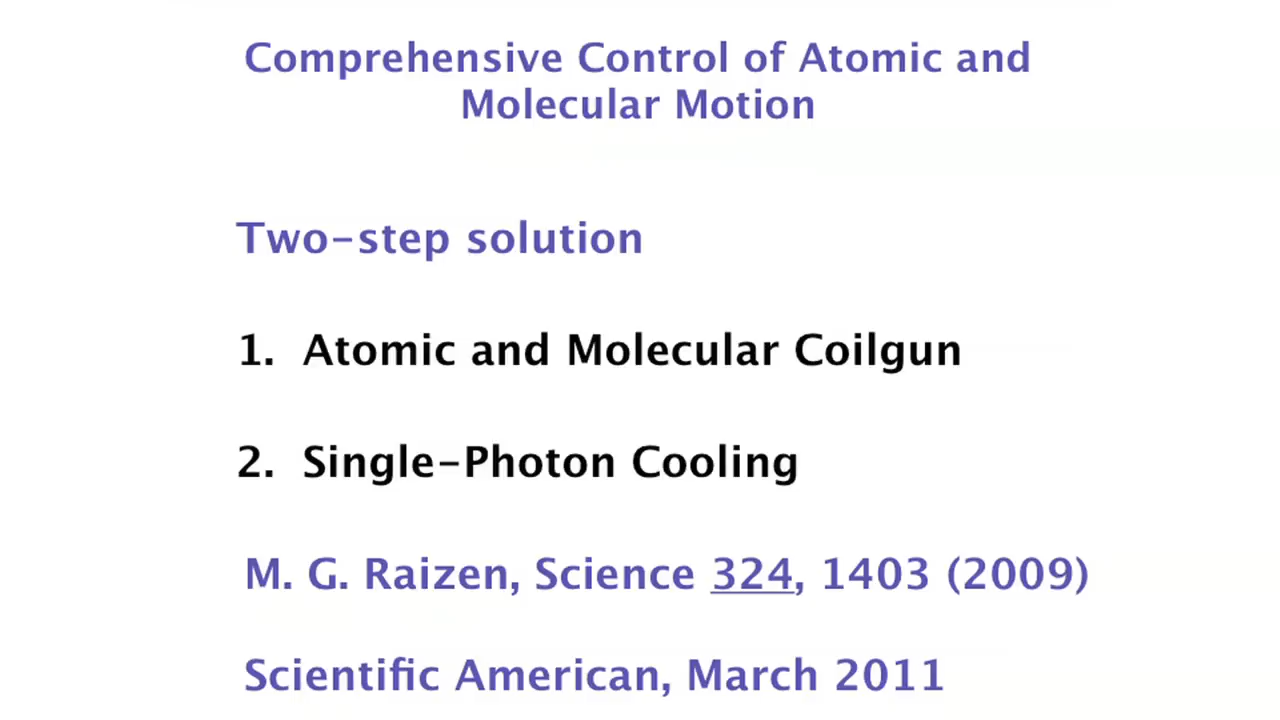 Comprehensive Control of Atomic and
Molecular Motion
Two-step solution
1. Atomic and Molecular Coilgun
2. Single-Photon Cooling
M. G. Raizen, Science 324, 1403 (2009)
Scientific American, March 2011